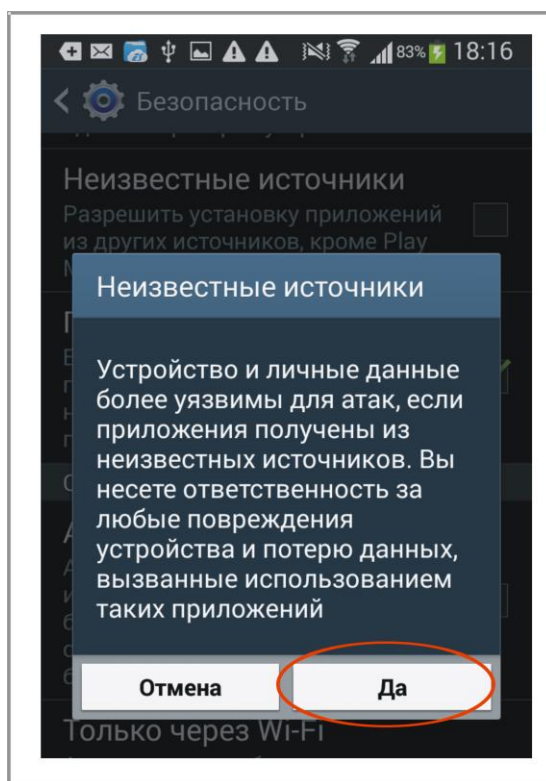 83% 18:16
Безопасность
Неизвестные источники
Разрешить установку приложений
из других источников, кроме Play
Неизвестные источники
Устройство и личные данные
более уязвимы для атак, если
приложения получены из
неизвестных источников. Вы
несете ответственность за
любые повреждения
устройства и потерю данных,
вызванные использованием
таких приложений
Отмена Да
Только через Wi-Fi